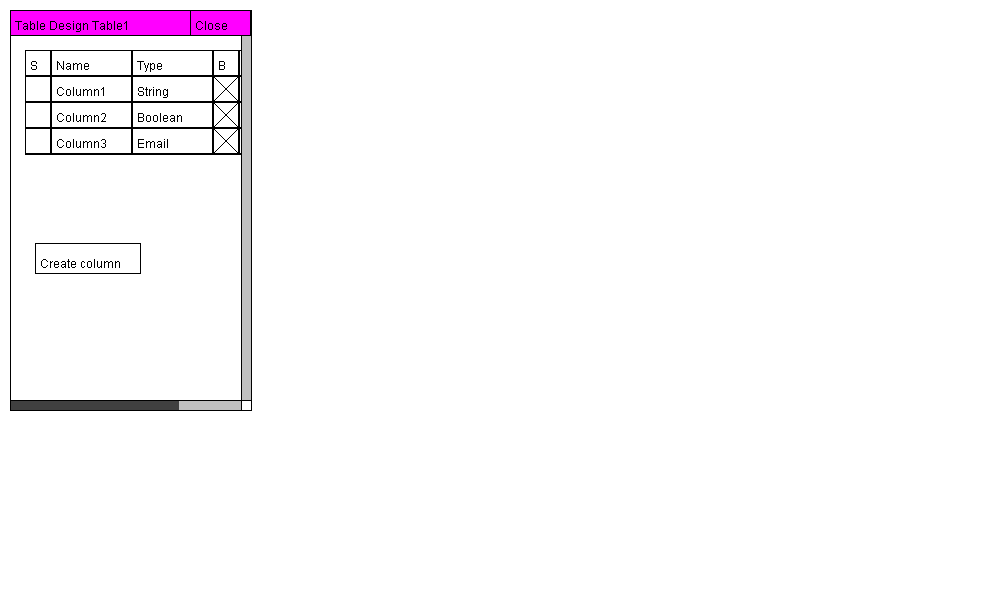 Table Design Table1 Close
S Name Type B
Column1 String
Column2 Boolean
Column3 Email
Create column